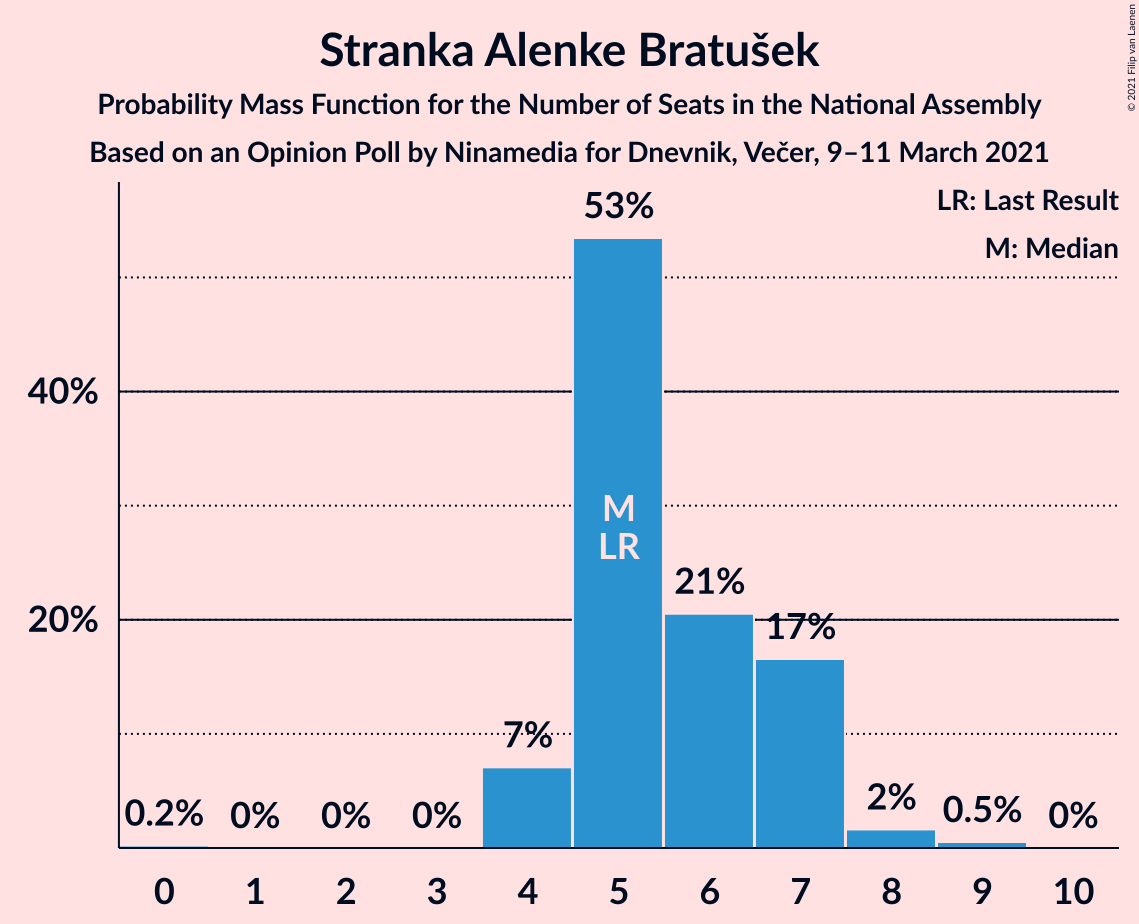 Stranka Alenke Bratušek
Probability Mass Function for the Number of Seats in the National Assembly
Based on an Opinion Poll by Ninamedia for Dnevnik, Večer, 9–11 March 2021
© 2021 Filip van Laenen
LR: Last Result
M: Median
53%
40%
M
LR
21%
20%
17%
7%
0.2%
0%
0%
0%
2%
0.5%
0%
0 1 2 3 4 5 6 7 8 9 10